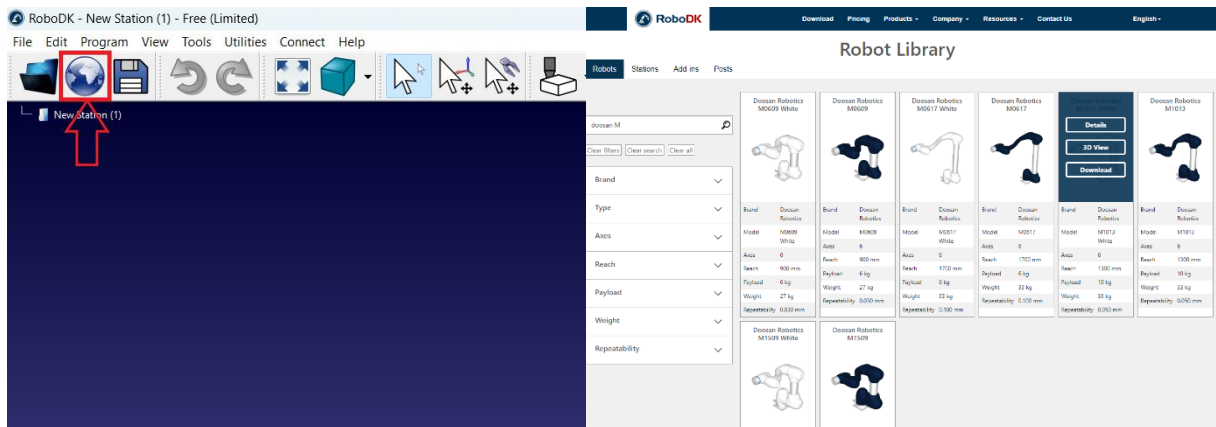 RoboDK - New Station (1) - Free (Limited)
File Edit Program View Tools Utilities Connect Help
New Station (1)
RoboDK Download Pricing Products Company Resources Contact Us English
Robot Library
Robots Stations Add ins Posts
doosan M
Clear filters Clear search Clear all
Brand
Type
Axes
Reach
Payload
Weight
Repeatability
Doosan Robotics
M0609 White
Brand Doosan
Robotics
Model M0609
White
Axes 6
Reach 900 mm
Payload 6 kg
Weight 27 kg
Repeatability 0.030 mm
Doosan Robotics
M0609
Brand Doosan
Robotics
Model M0609
Axes 6
Reach 900 mm
Payload 6 kg
Weight 27 kg
Repeatability 0.030 mm
Doosan Robotics
M0617 White
Brand Doosan
Robotics
Model M0617
White
Axes 6
Reach 1700 mm
Payload 6 kg
Weight 33 kg
Repeatability 0.100 mm
Doosan Robotics
M0617
Brand Doosan
Robotics
Model M0617
Axes 6
Reach 1700 mm
Payload 6 kg
Weight 33 kg
Repeatability 0.100 mm
Details
3D View
Download
Brand Doosan
Robotics
Model M1013
White
Axes 6
Reach 1300 mm
Payload 10 kg
Weight 33 kg
Repeatability 0.050 mm
Doosan Robotics
M1013
Brand Doosan
Robotics
Model M1013
Axes 6
Reach 1300 mm
Payload 10 kg
Weight 33 kg
Repeatability 0.050 mm
Doosan Robotics
M1509 White
Doosan Robotics
M1509